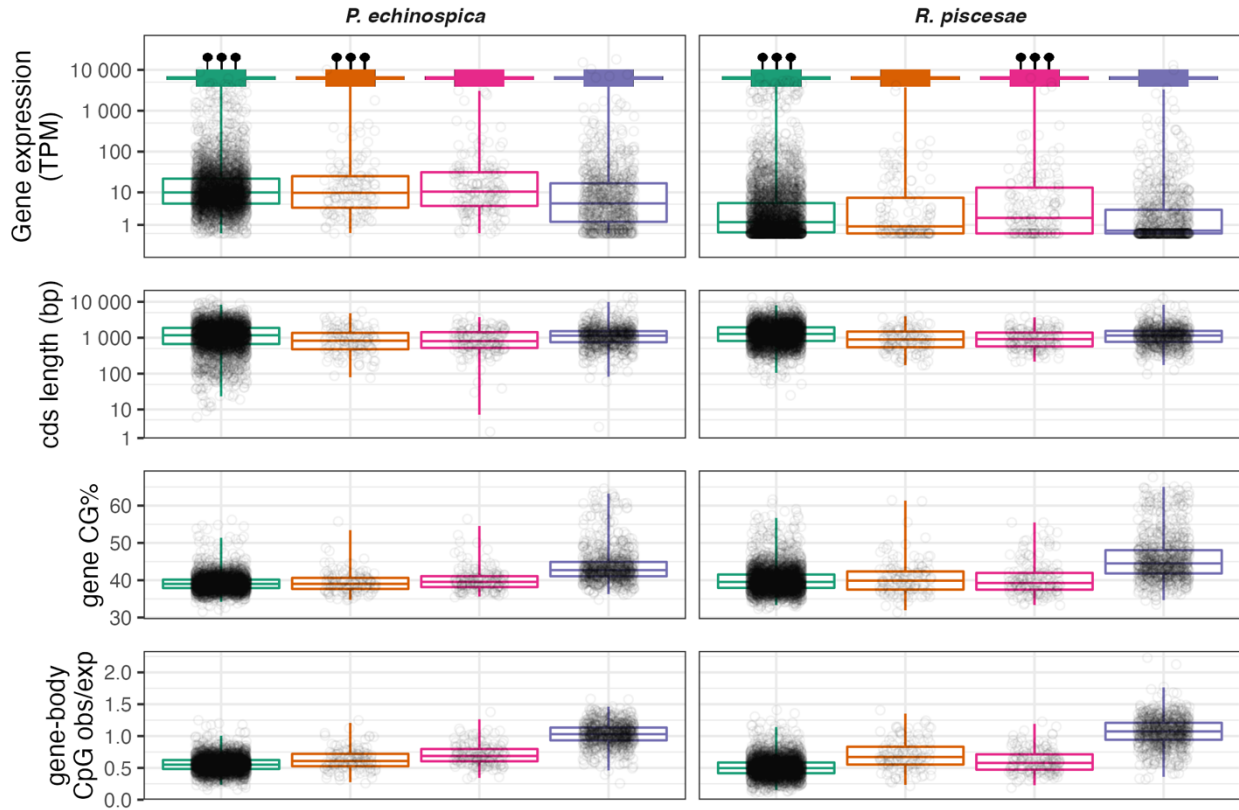 P. echinospica
R. piscesae
Gene expression
(TPM)
10 000
1 000
100
10
1
cds length (bp)
10 000
1 000
100
10
1
gene CG%
60
50
40
30
gene-body
CpG obs/exp
2.0
1.5
1.0
0.5
0.0